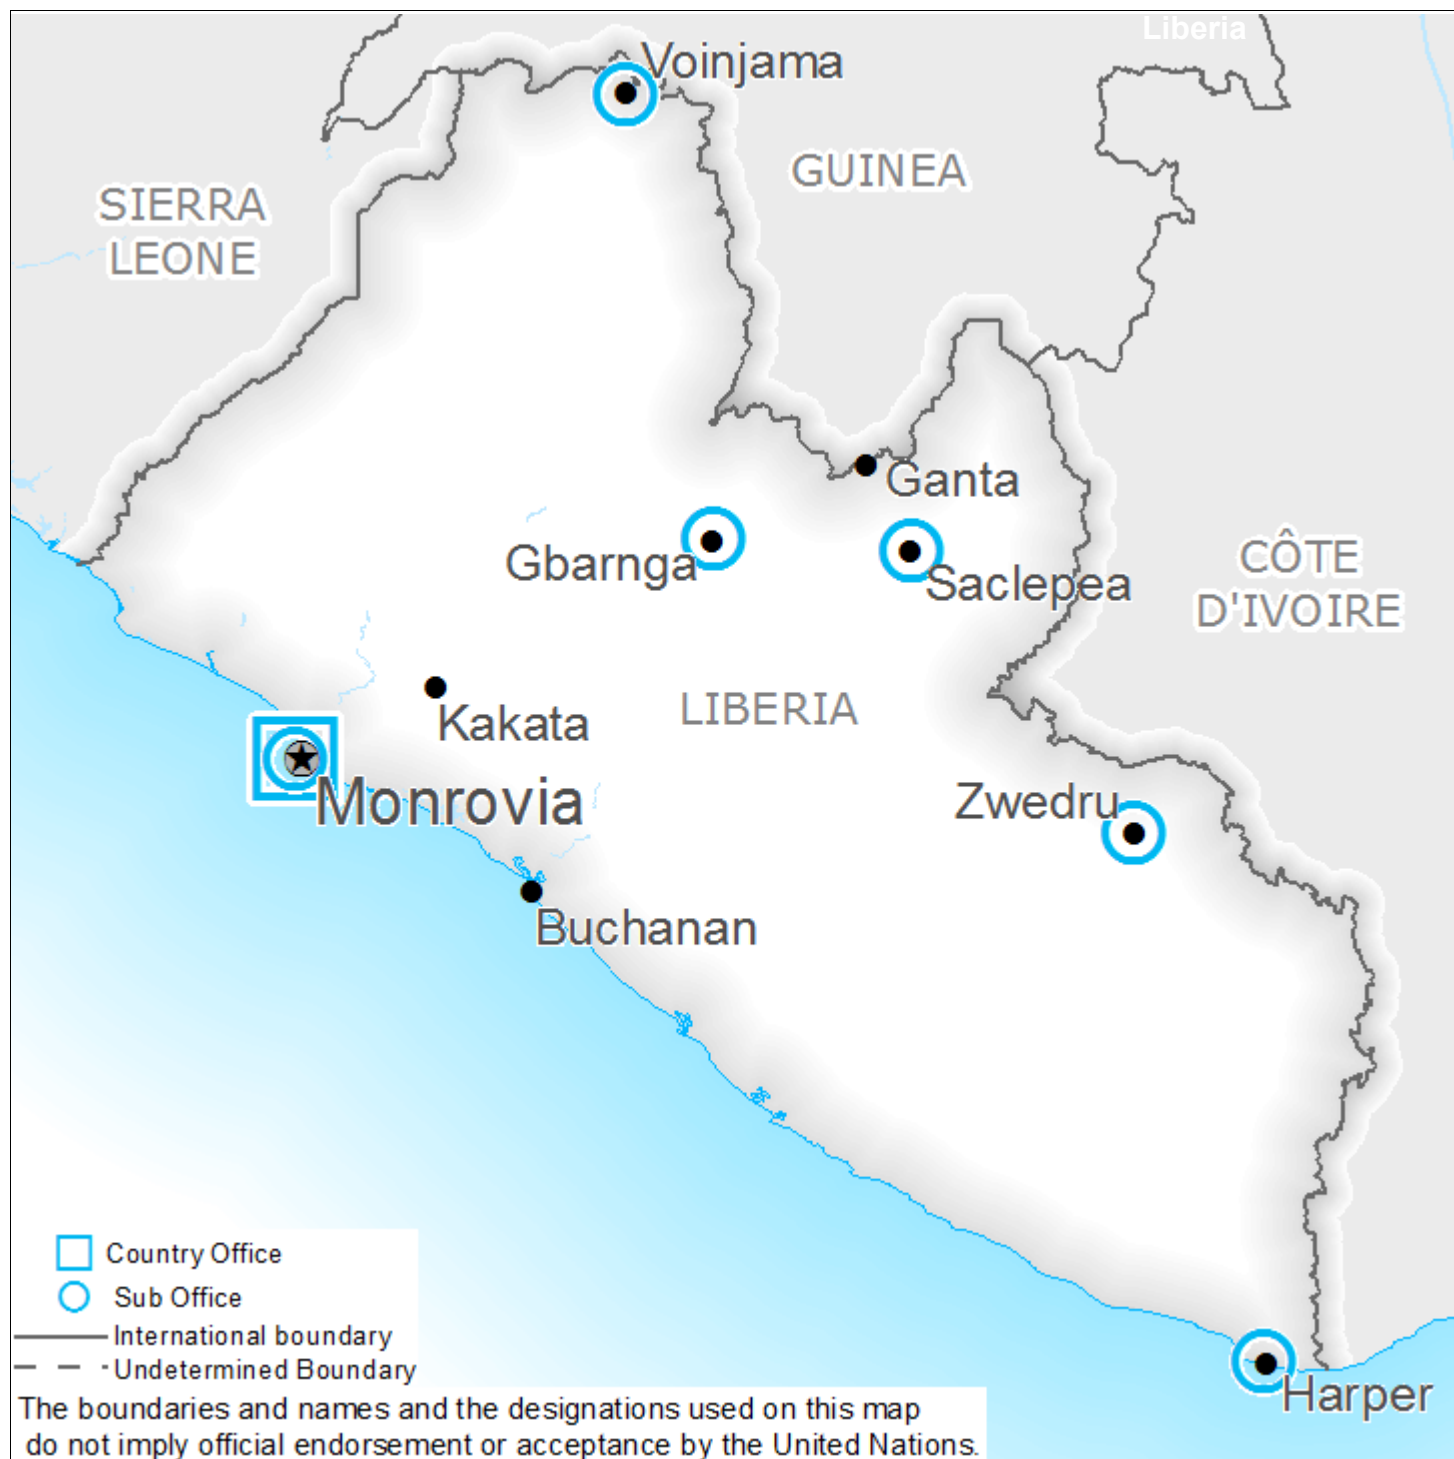 Liberia
Voinjama
GUINEA
SIERRA
LEONE
Ganta
Gbarnga
Saclepea
CÔTE
D'IVOIRE
Kakata
LIBERIA
Monrovia
Zwedru
Buchanan
Country Office
Sub Office
International boundary
Undetermined Boundary
Harper
The boundaries and names and the designations used on this map
do not imply official endorsement or acceptance by the United Nations.